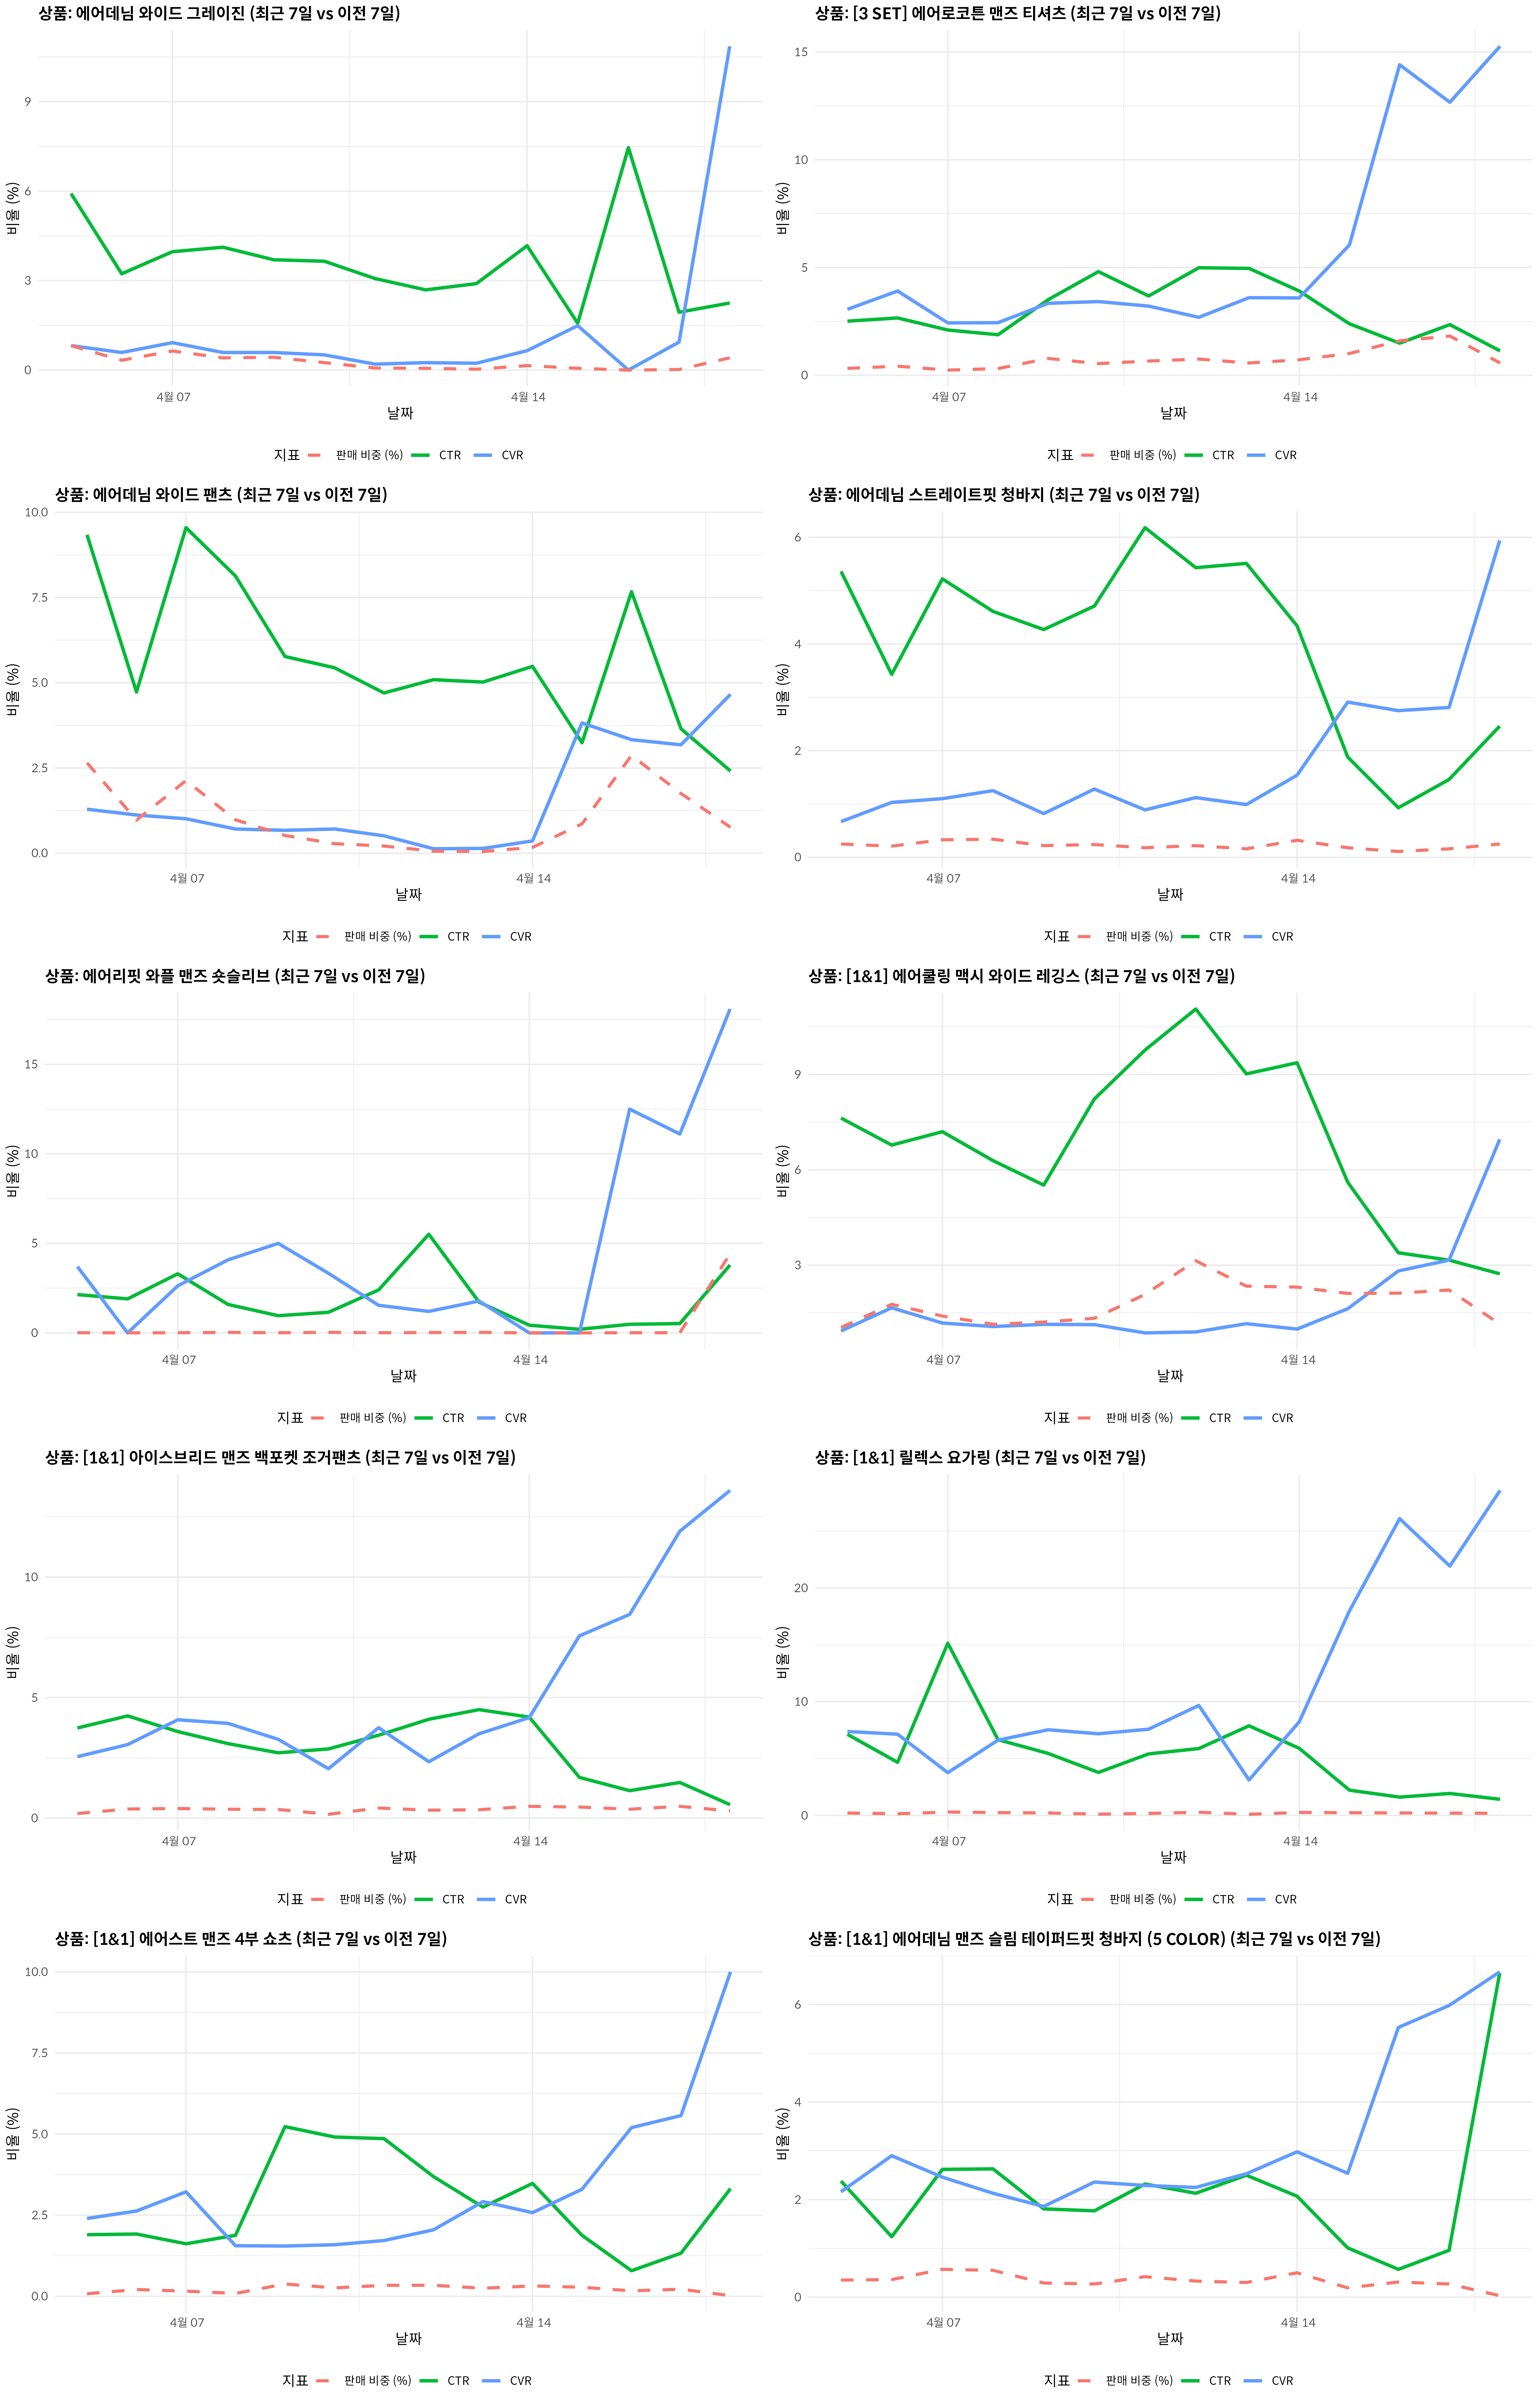 상품: 에어데님 와이드 그레이진 (최근 7일 vs 이전 7일)
비율 (%)
9
6
3
0
4월 07
4월 14
날짜
지표 판매 비중 (%) CTR CVR
상품: [3 SET] 에어로코튼 맨즈 티셔츠 (최근 7일 vs 이전 7일)
비율 (%)
15
10
5
0
4월 07
4월 14
날짜
지표 판매 비중 (%) CTR CVR
상품: 에어데님 와이드 팬츠 (최근 7일 vs 이전 7일)
비율 (%)
10.0
7.5
5.0
2.5
0.0
4월 07
4월 14
날짜
지표 판매 비중 (%) CTR CVR
상품: 에어데님 스트레이트핏 청바지 (최근 7일 vs 이전 7일)
비율 (%)
6
4
2
0
4월 07
4월 14
날짜
지표 판매 비중 (%) CTR CVR
상품: 에어리핏 와플 맨즈 숏슬리브 (최근 7일 vs 이전 7일)
비율 (%)
15
10
5
0
4월 07
4월 14
날짜
지표 판매 비중 (%) CTR CVR
상품: [1&1] 에어쿨링 맥시 와이드 레깅스 (최근 7일 vs 이전 7일)
비율 (%)
9
6
3
4월 07
4월 14
날짜
지표 판매 비중 (%) CTR CVR
상품: [1&1] 아이스브리드 맨즈 백포켓 조거팬츠 (최근 7일 vs 이전 7일)
비율 (%)
10
5
0
4월 07
4월 14
날짜
지표 판매 비중 (%) CTR CVR
상품: [1&1] 릴렉스 요가링 (최근 7일 vs 이전 7일)
비율 (%)
20
10
0
4월 07
4월 14
날짜
지표 판매 비중 (%) CTR CVR
상품: [1&1] 에어스트 맨즈 4부 쇼츠 (최근 7일 vs 이전 7일)
비율 (%)
10.0
7.5
5.0
2.5
0.0
4월 07
4월 14
날짜
지표 판매 비중 (%) CTR CVR
상품: [1&1] 에어데님 맨즈 슬림 테이퍼드핏 청바지 (5 COLOR) (최근 7일 vs 이전 7일)
비율 (%)
6
4
2
0
4월 07
4월 14
날짜
지표 판매 비중 (%) CTR CVR